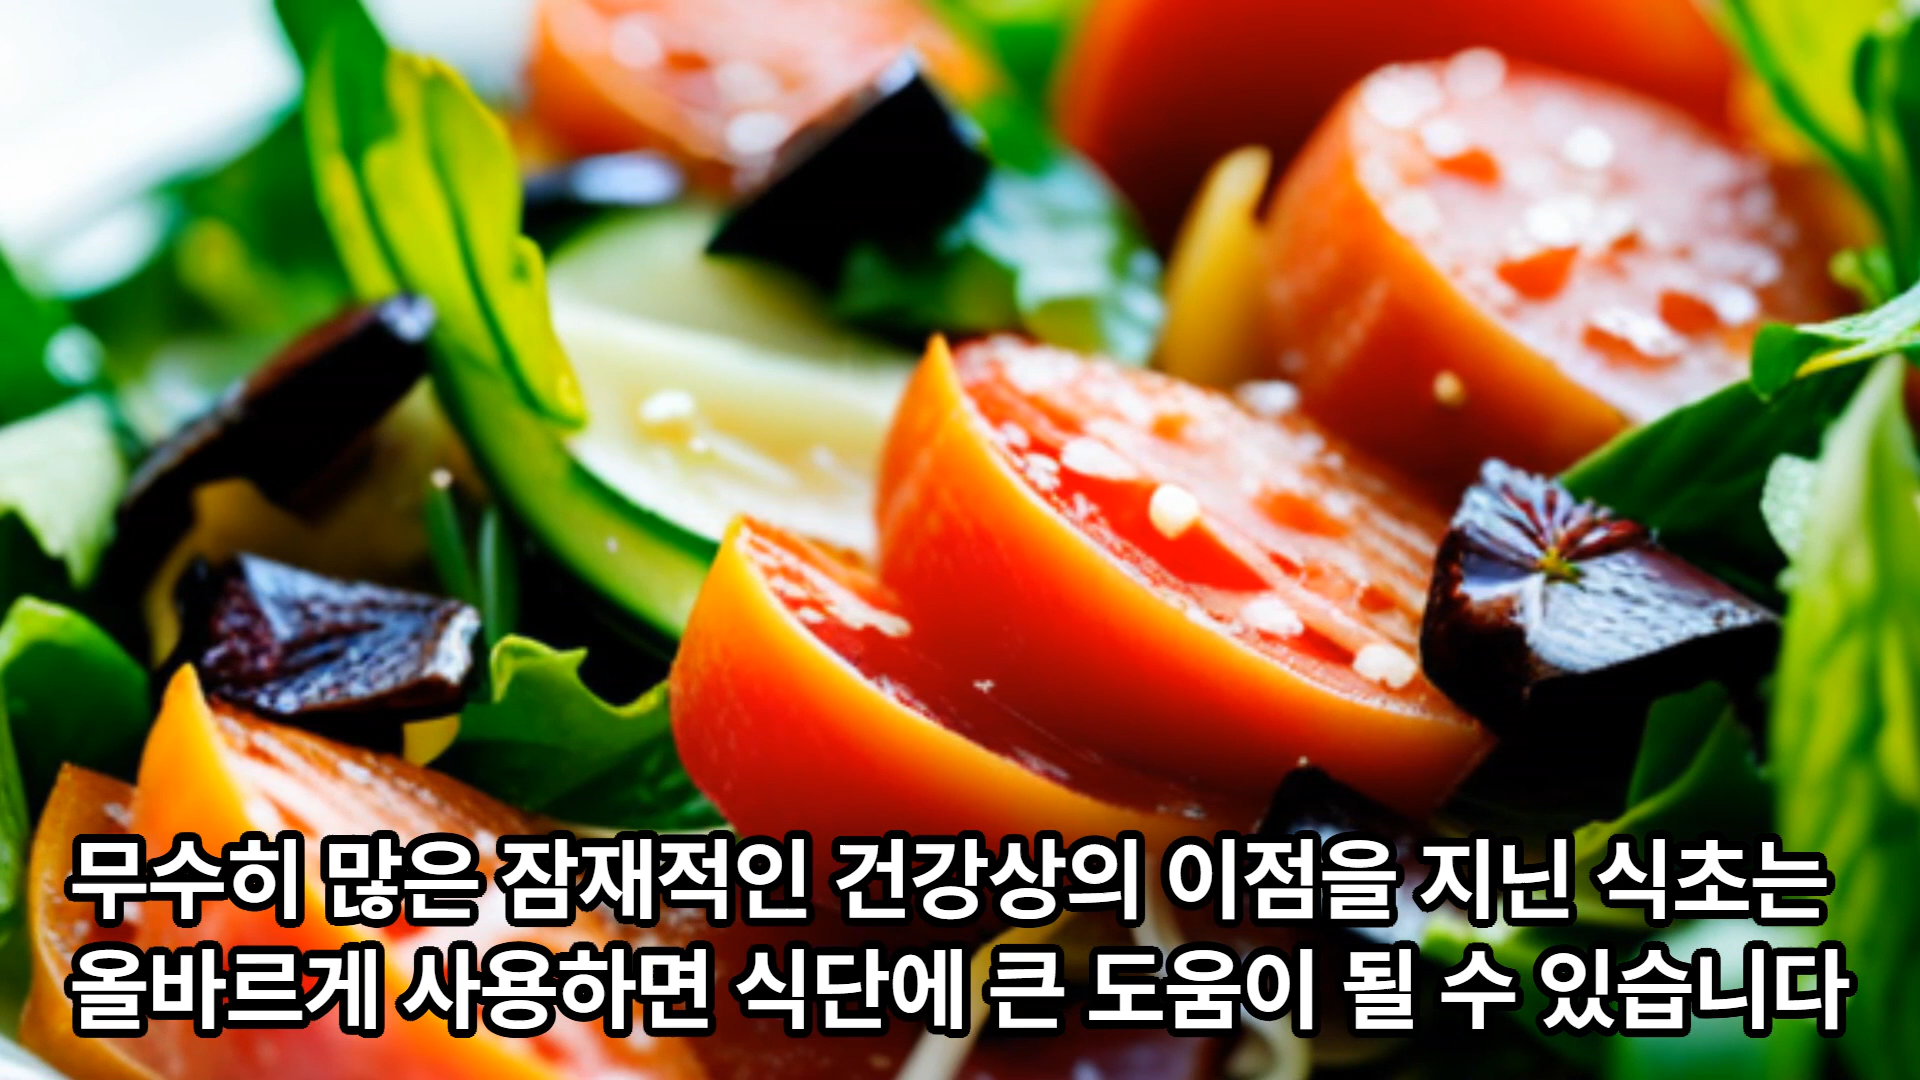 무수히 많은 잠재적인 건강상의 이점을 지닌 식초는
올바르게 사용하면 식단에 큰 도움이 될 수 있습니다